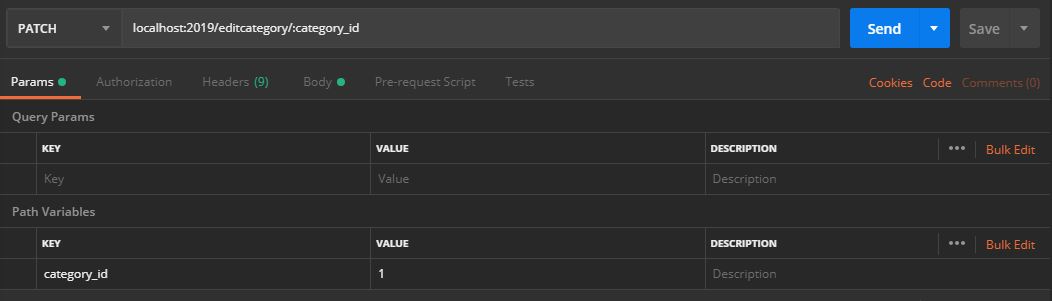 PATCH localhost:2019/editcategory/:category_id Send Save
Params Authorization Headers (9) Body Pre-request Script Tests Cookies Code Comments (0)
Query Params
KEY VALUE DESCRIPTION ••• Bulk Edit
Key Value Description
Path Variables
KEY VALUE DESCRIPTION ••• Bulk Edit
category_id 1 Description